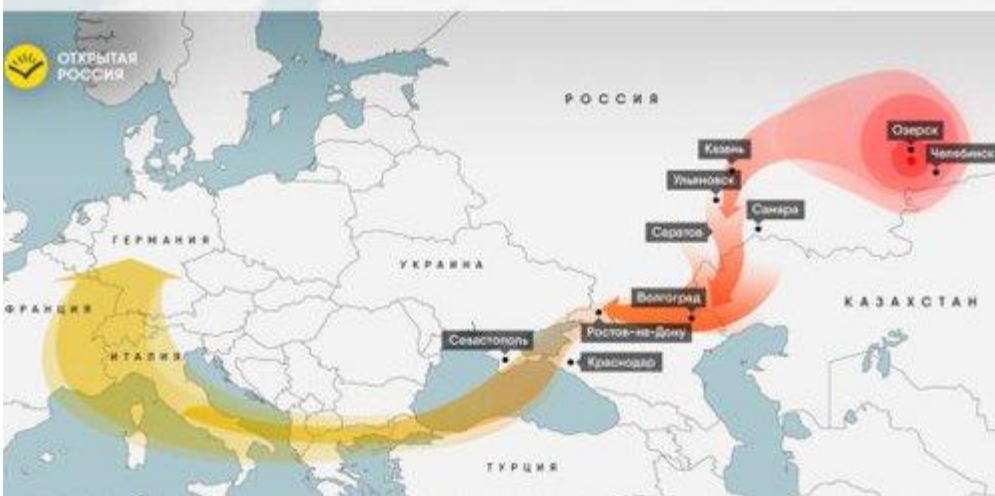 ОТКРЫТАЯ
РОССИЯ
РОССИЯ
Озерск
Казань
Челябинск
Ульяновск
Самара
Саратов
ГЕРМАНИЯ
УКРАИНА
Волгоград
КАЗАХСТАН
ФРАНЦИЯ
Ростов-на-Дону
Севастополь
ИТАЛИЯ
Краснодар
ТУРЦИЯ